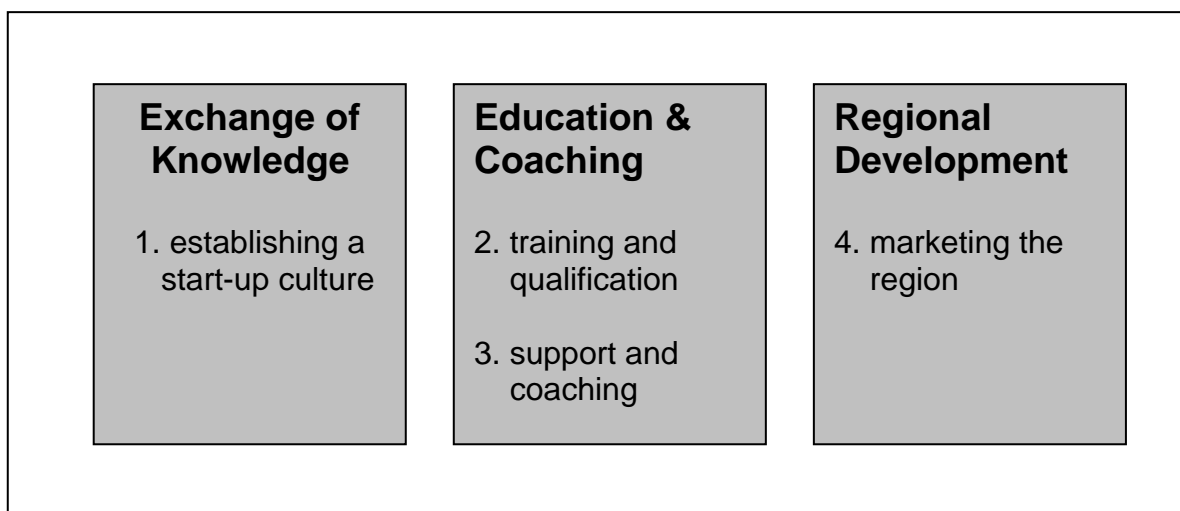 Exchange of
Knowledge
1. establishing a
start-up culture
Education &
Coaching
2. training and
qualification
3. support and
coaching
Regional
Development
4. marketing the
region